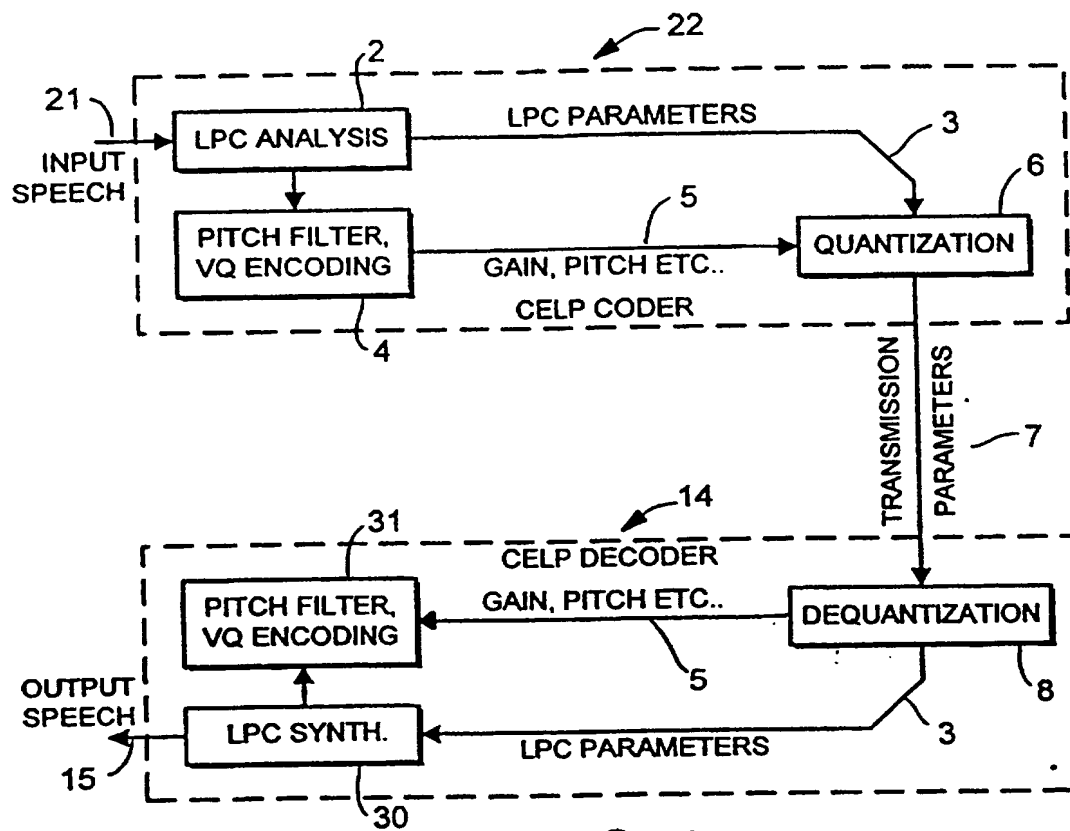 22
2
21
LPC ANALYSIS
LPC PARAMETERS
3
INPUT
SPEECH
6
5
PITCH FILTER,
VQ ENCODING
QUANTIZATION
GAIN, PITCH ETC..
CELP CODER
4
TRANSMISSION
PARAMETERS
7
14
31
CELP DECODER
PITCH FILTER,
VQ ENCODING
GAIN, PITCH ETC..
DEQUANTIZATION
5
8
OUTPUT
SPEECH
3
LPC SYNTH.
LPC PARAMETERS
15
30